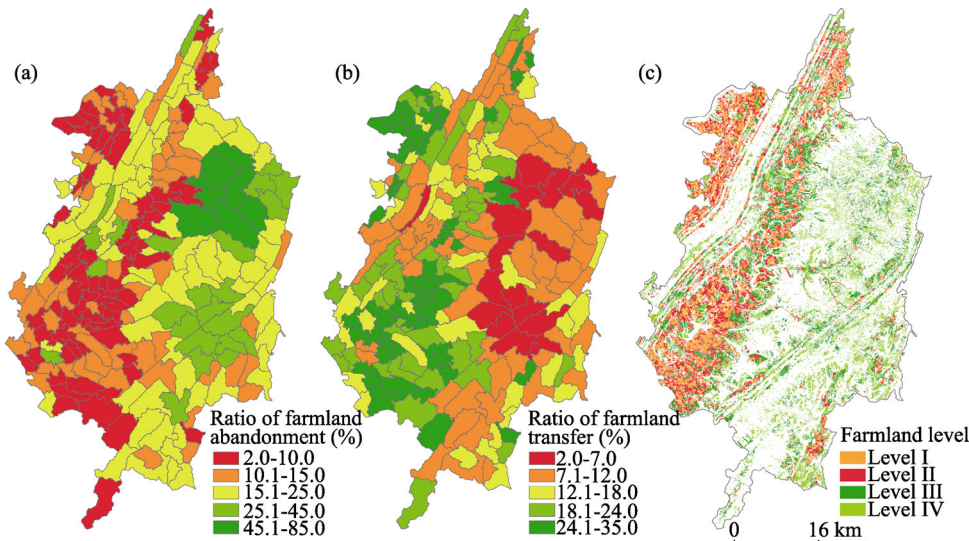 (a)
(b)
(c)
Ratio of farmland
abandonment (%)
2.0-10.0
10.1-15.0
15.1-25.0
25.1-45.0
45.1-85.0
Ratio of farmland
transfer (%)
2.0-7.0
7.1-12.0
12.1-18.0
18.1-24.0
24.1-35.0
Farmland level
Level I
Level II
Level III
Level IV
0 16 km